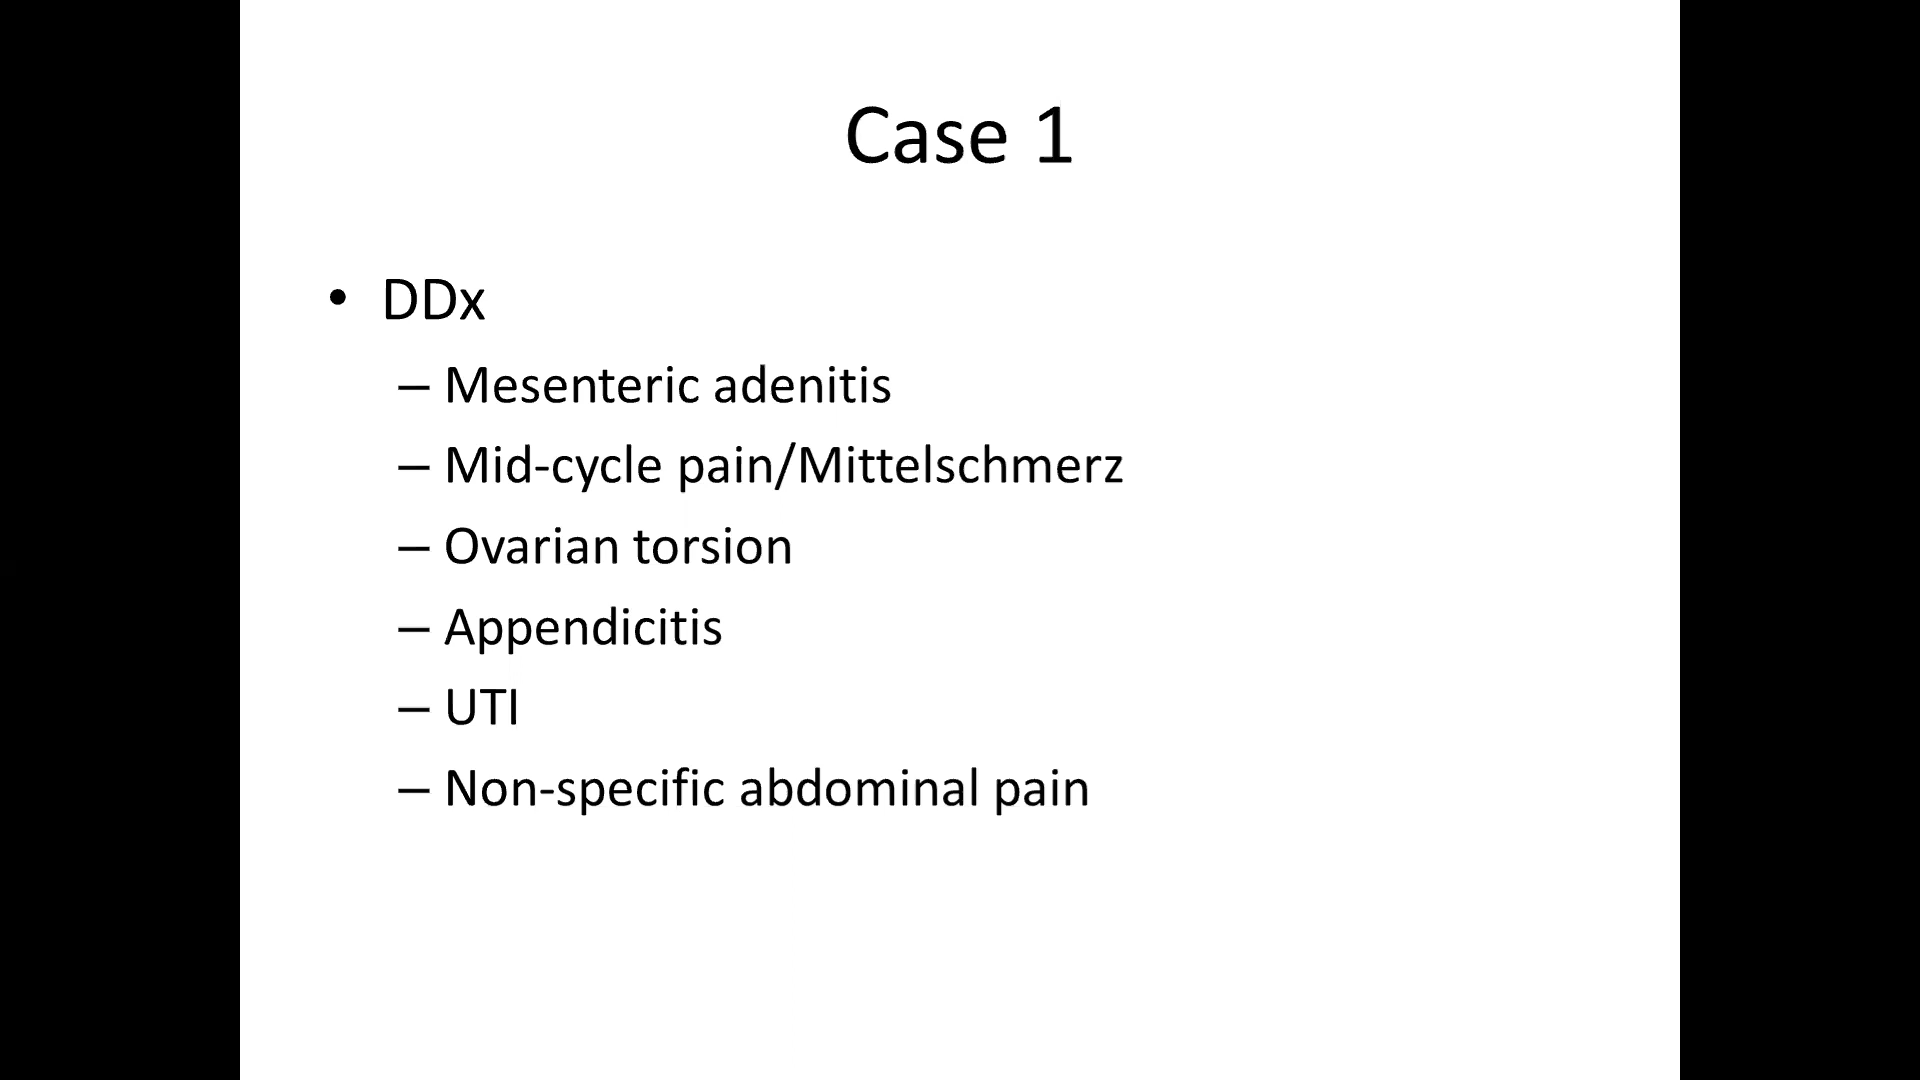 Case 1
• DDx
– Mesenteric adenitis
– Mid-cycle pain/Mittelschmerz
– Ovarian torsion
– Appendicitis
– UTI
– Non-specific abdominal pain